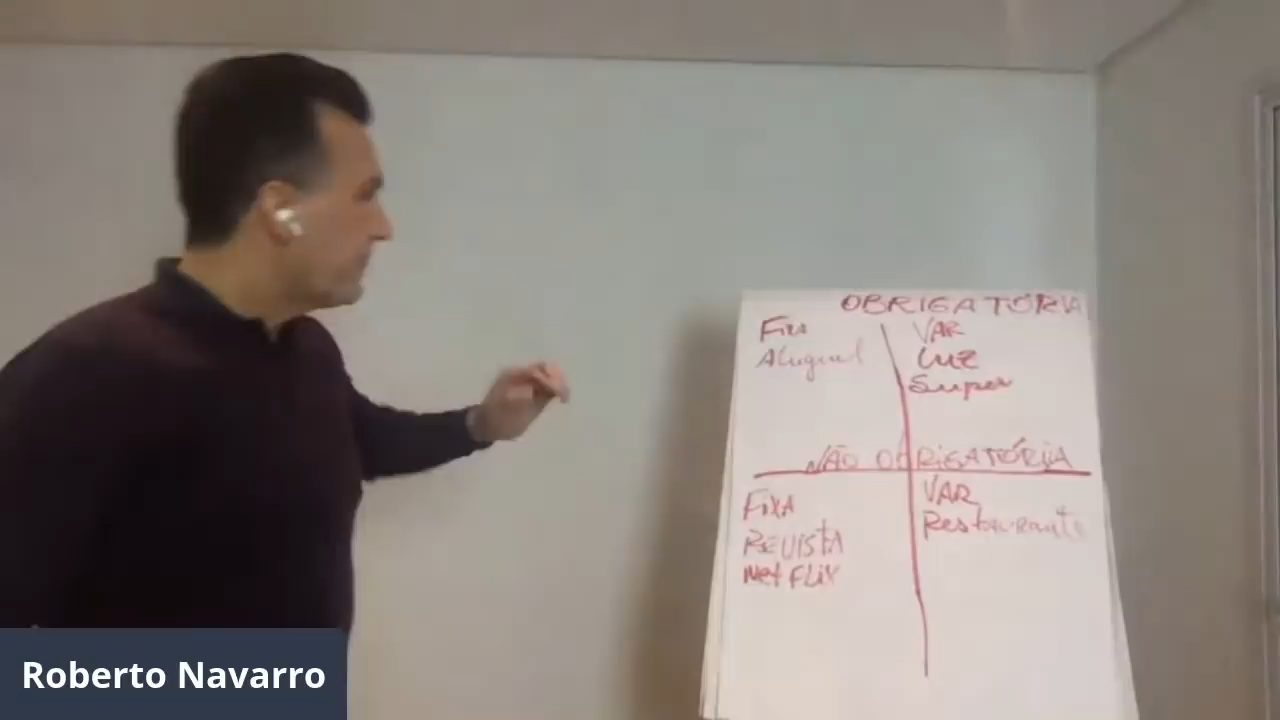 OBRIGATÓRIA
FixA
VAR
Aluguel
Luz
Super
NÃO OBRIGATÓRIA
FixA
VAR
REVISTA
Restaurante
Netflix
Roberto Navarro